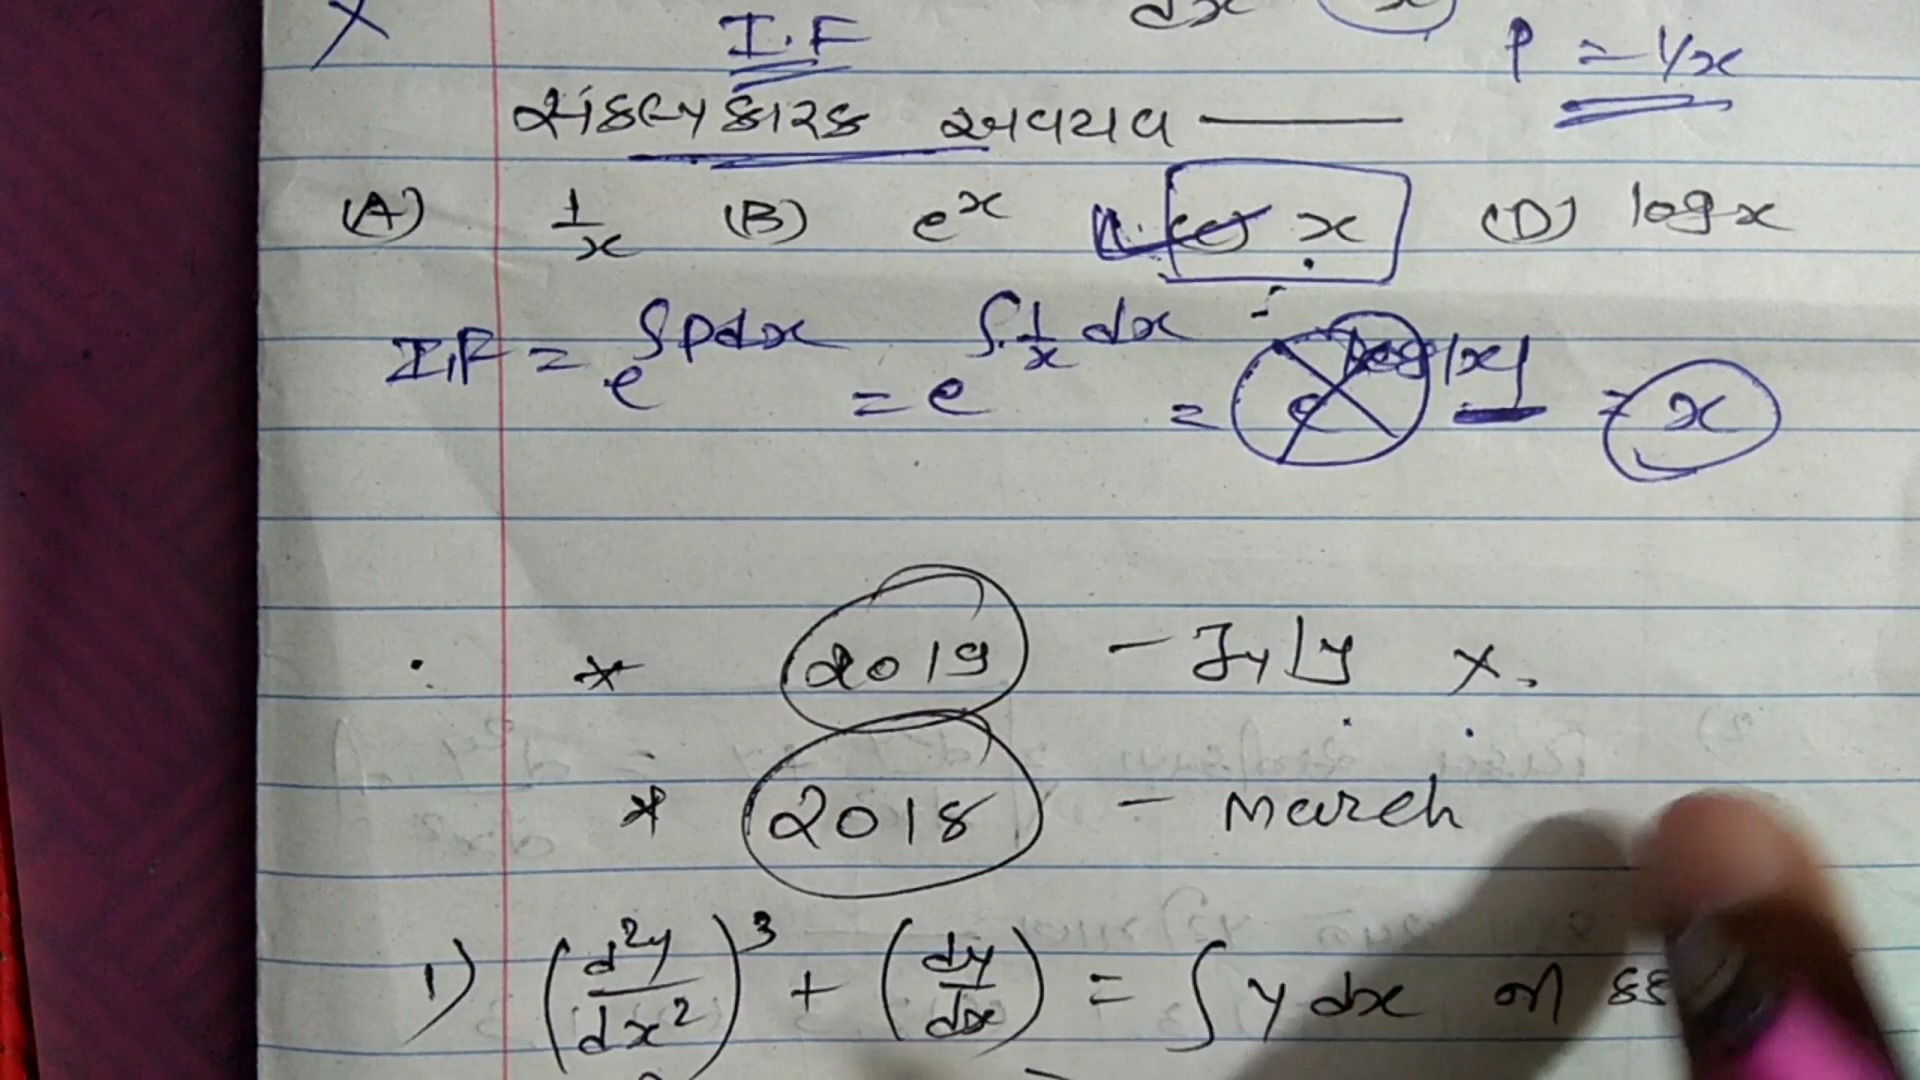 I.F
P = 1/x
સંકલ્યકારક અવયવ ———
(A) 1/x (B) e^x (C) x (D) log x
I.F = e^∫Pdx = e^∫1/x dx = e^log|x| = x
* 2019 - July x.
* 2018 - March
1) (d²y/dx²)³ + (dy/dx) = ∫ y dx ની